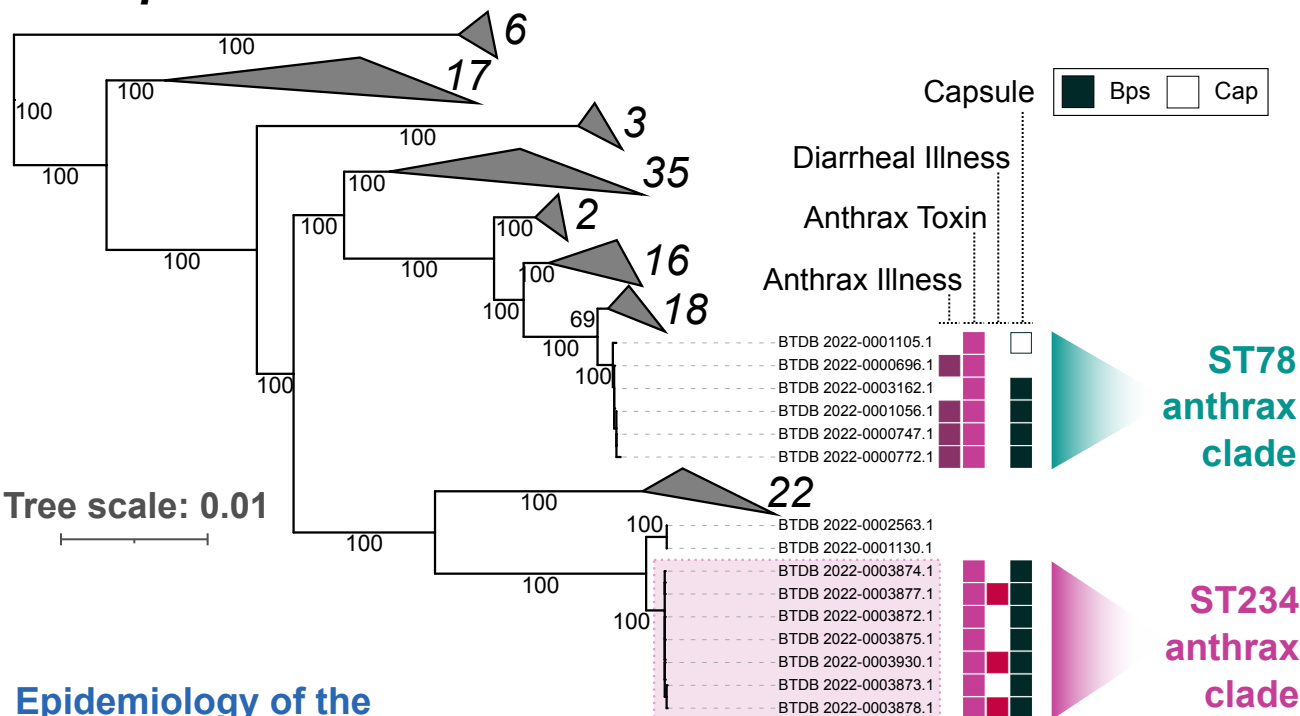 6
100
17
100
100
Capsule
Bps
Cap
3
100
100
Diarrheal Illness
35
100
Anthrax Toxin
2
100
100
100
16
100
Anthrax Illness
100
100
18
69
100
100
100
BTDB 2022-0001105.1
BTDB 2022-0000696.1
BTDB 2022-0003162.1
BTDB 2022-0001056.1
BTDB 2022-0000747.1
BTDB 2022-0000772.1
ST78
anthrax
clade
Tree scale: 0.01
22
100
100
100
100
100
BTDB 2022-0002563.1
BTDB 2022-0001130.1
BTDB 2022-0003874.1
BTDB 2022-0003877.1
BTDB 2022-0003872.1
BTDB 2022-0003875.1
BTDB 2022-0003930.1
BTDB 2022-0003873.1
BTDB 2022-0003878.1
ST234
anthrax
clade
Epidemiology of the